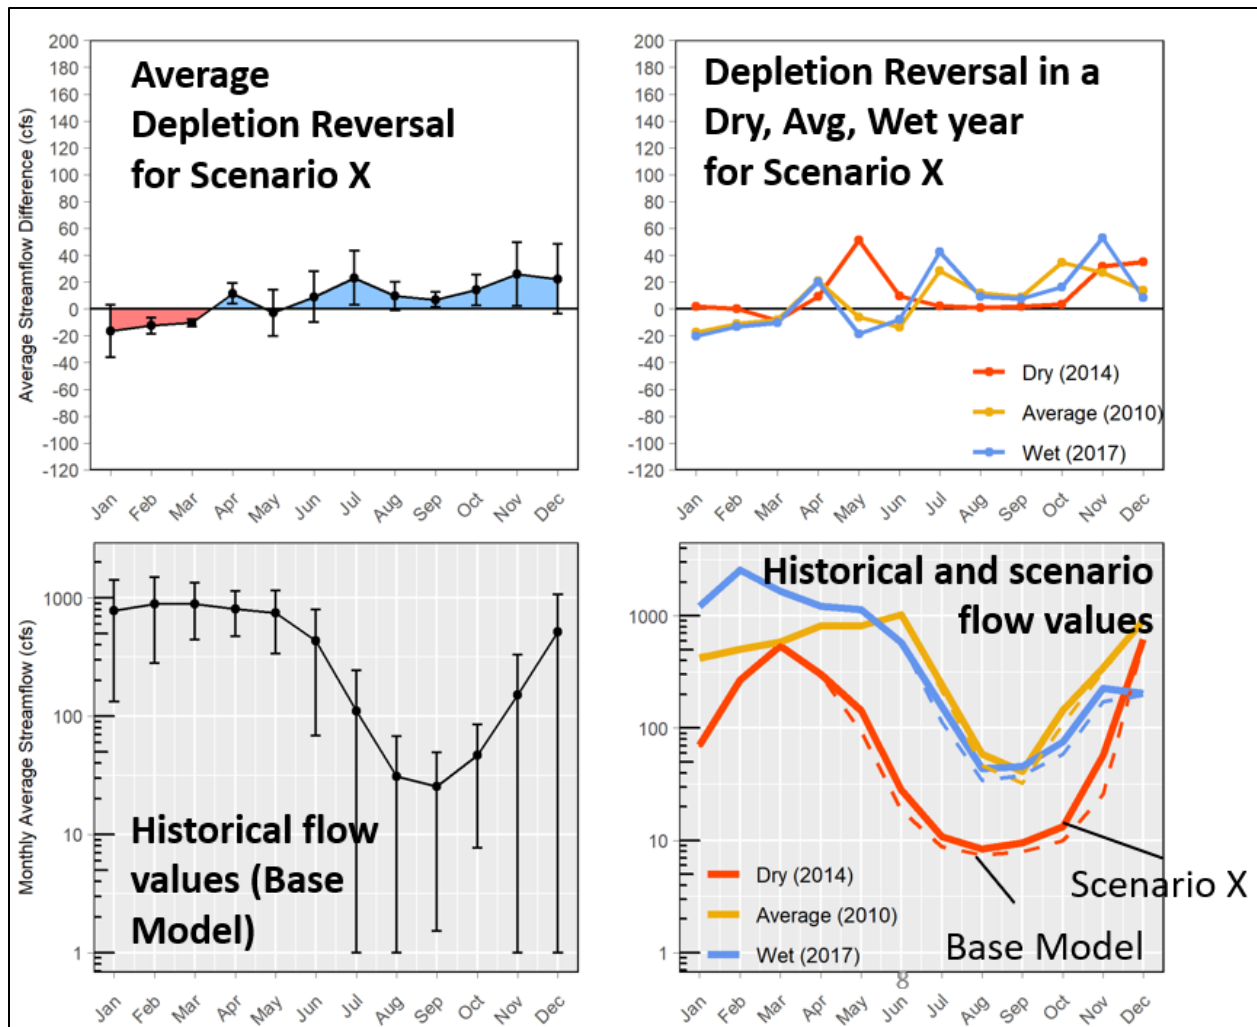 Average Streamflow Difference (cfs)
200
180
160
140
120
100
80
60
40
20
0
-20
-40
-60
-80
-100
-120
Average
Depletion Reversal
for Scenario X
Jan Feb Mar Apr May Jun Jul Aug Sep Oct Nov Dec
200
180
160
140
120
100
80
60
40
20
0
-20
-40
-60
-80
-100
-120
Depletion Reversal in a
Dry, Avg, Wet year
for Scenario X
Dry (2014)
Average (2010)
Wet (2017)
Jan Feb Mar Apr May Jun Jul Aug Sep Oct Nov Dec
Monthly Average Streamflow (cfs)
1000
100
10
1
Historical flow
values (Base
Model)
Jan Feb Mar Apr May Jun Jul Aug Sep Oct Nov Dec
1000
100
10
1
Historical and scenario
flow values
Dry (2014)
Average (2010)
Wet (2017)
Scenario X
Base Model
8
Jan Feb Mar Apr May Jun Jul Aug Sep Oct Nov Dec